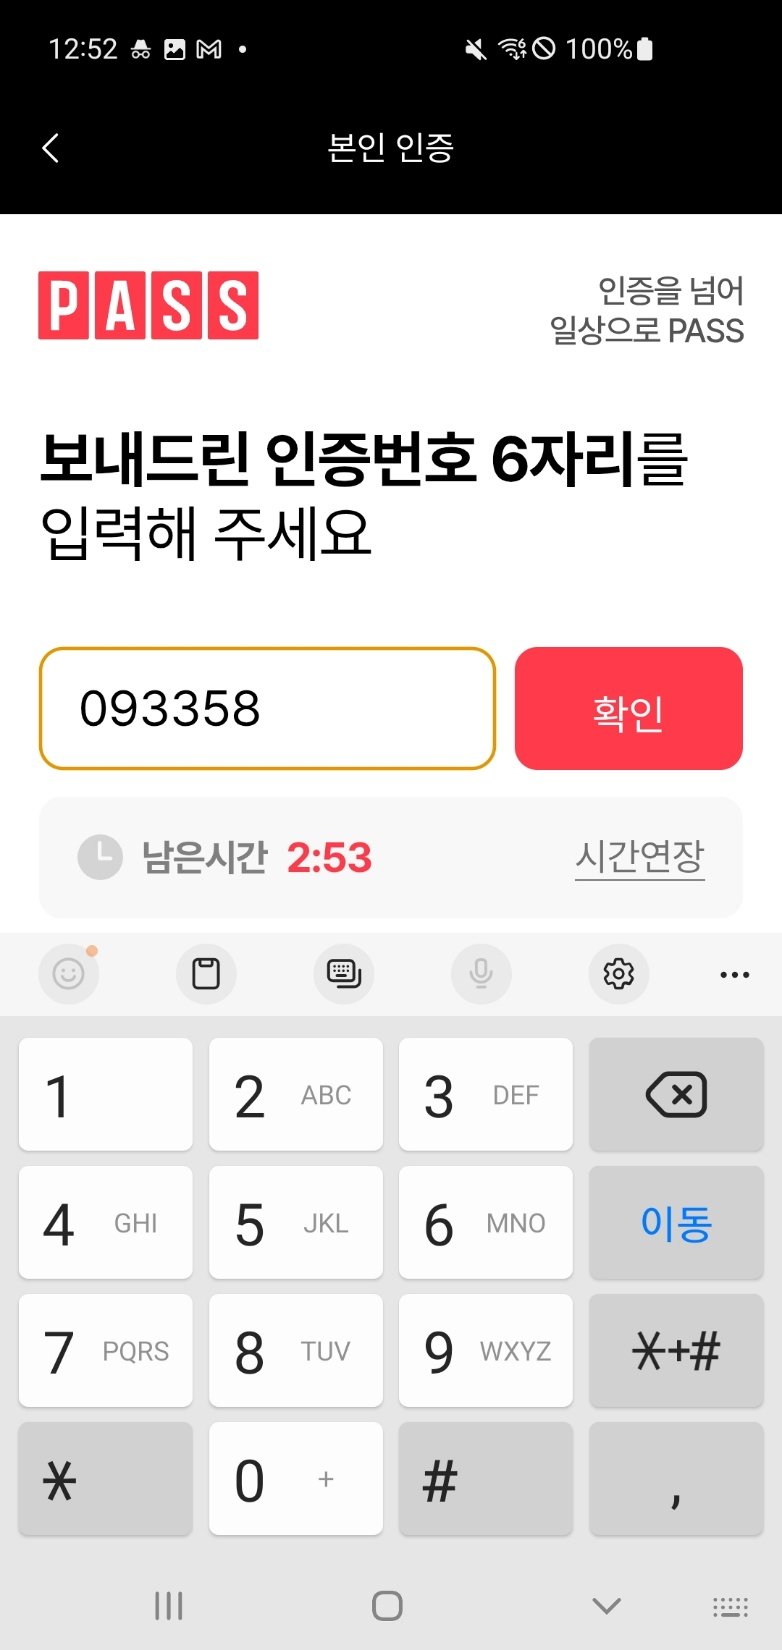 12:52
100%
본인 인증
PASS
인증을 넘어
일상으로 PASS
보내드린 인증번호 6자리를
입력해 주세요
093358
확인
남은시간 2:53
시간연장
1
2 ABC
3 DEF
4 GHI
5 JKL
6 MNO
이동
7 PQRS
8 TUV
9 WXYZ
*+#
*
0 +
#
,